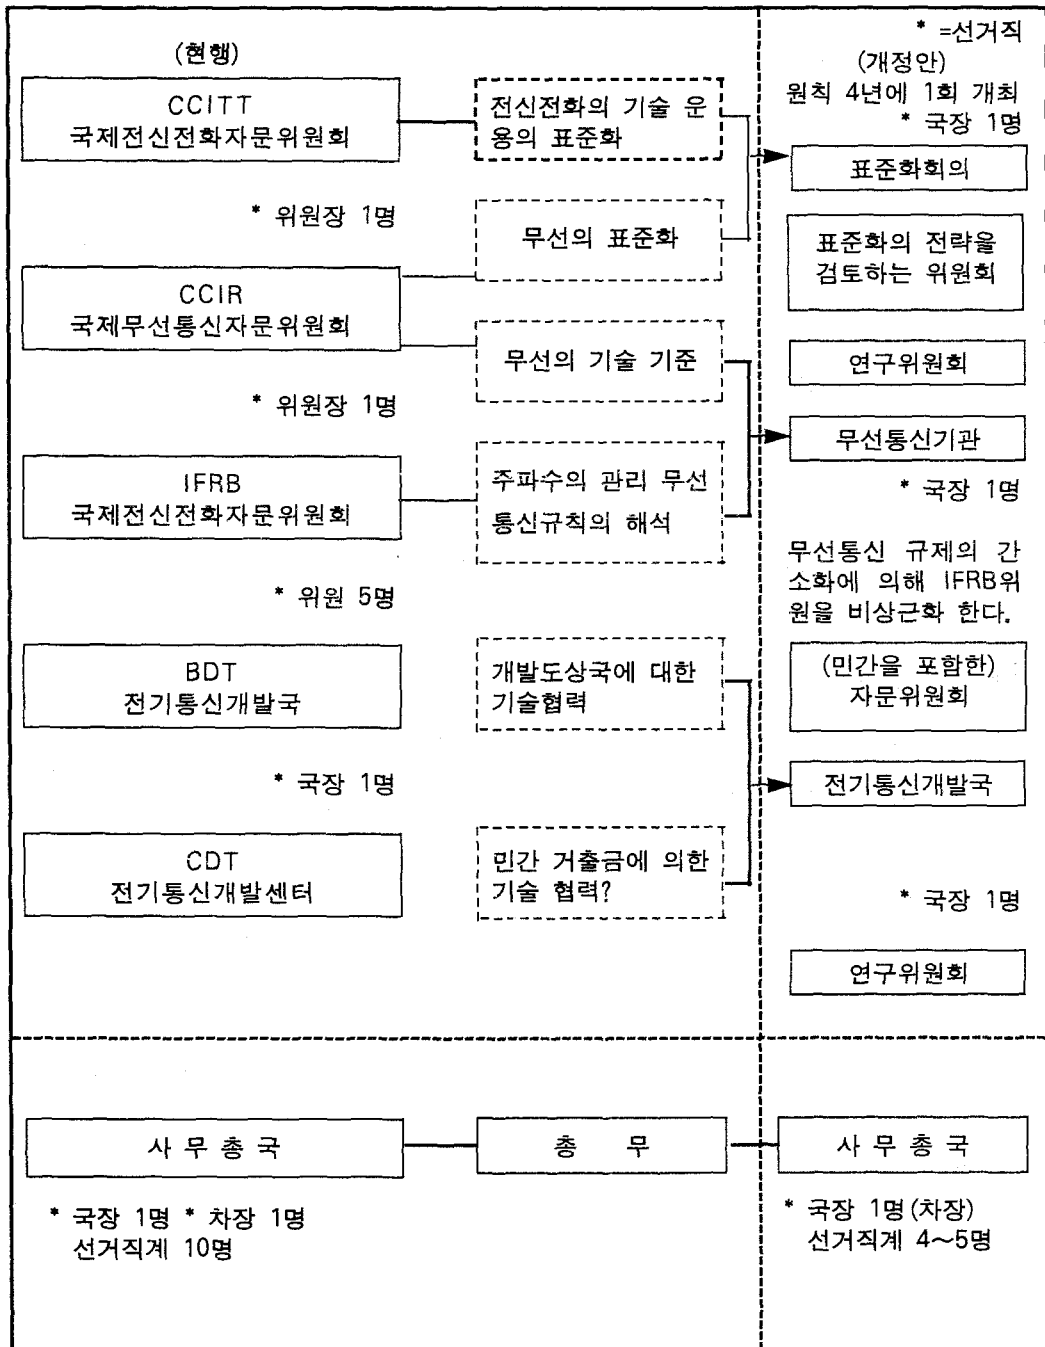 (현행)
CCITT
국제전신전화자문위원회
* 위원장 1명
CCIR
국제무선통신자문위원회
* 위원장 1명
IFRB
국제전신전화자문위원회
* 위원 5명
BDT
전기통신개발국
* 국장 1명
CDT
전기통신개발센터
전신전화의 기술 운
용의 표준화
무선의 표준화
무선의 기술 기준
주파수의 관리 무선
통신규칙의 해석
개발도상국에 대한
기술협력
민간 거출금에 의한
기술 협력?
* =선거직
(개정안)
원칙 4년에 1회 개최
* 국장 1명
표준화회의
표준화의 전략을
검토하는 위원회
연구위원회
무선통신기관
* 국장 1명
무선통신 규제의 간
소화에 의해 IFRB위
원을 비상근화 한다.
(민간을 포함한)
자문위원회
전기통신개발국
* 국장 1명
연구위원회
사 무 총 국
* 국장 1명 * 차장 1명
선거직계 10명
총 무
사 무 총 국
* 국장 1명(차장)
선거직계 4~5명